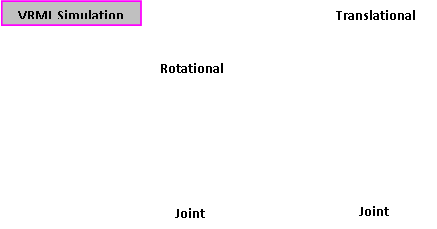 VRML Simulation
Translational
Rotational
Joint
Joint